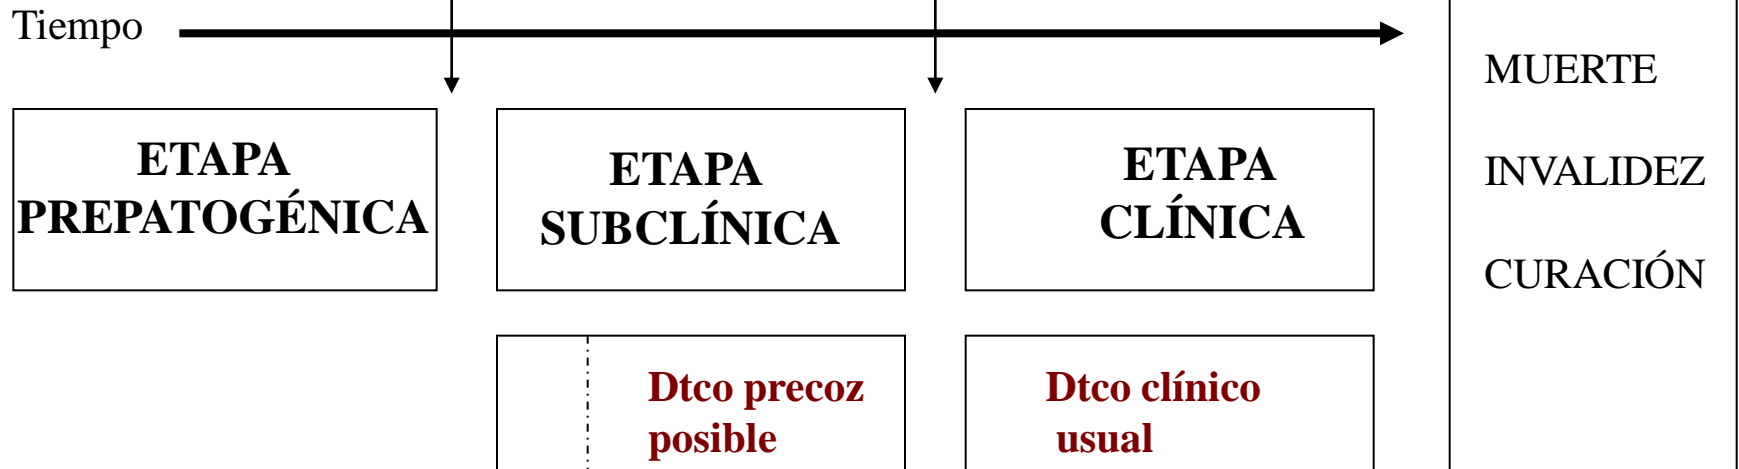 Tiempo
ETAPA
PREPATOGÉNICA
ETAPA
SUBCLÍNICA
ETAPA
CLÍNICA
MUERTE
INVALIDEZ
CURACIÓN
Dtco precoz
posible
Dtco clínico
usual